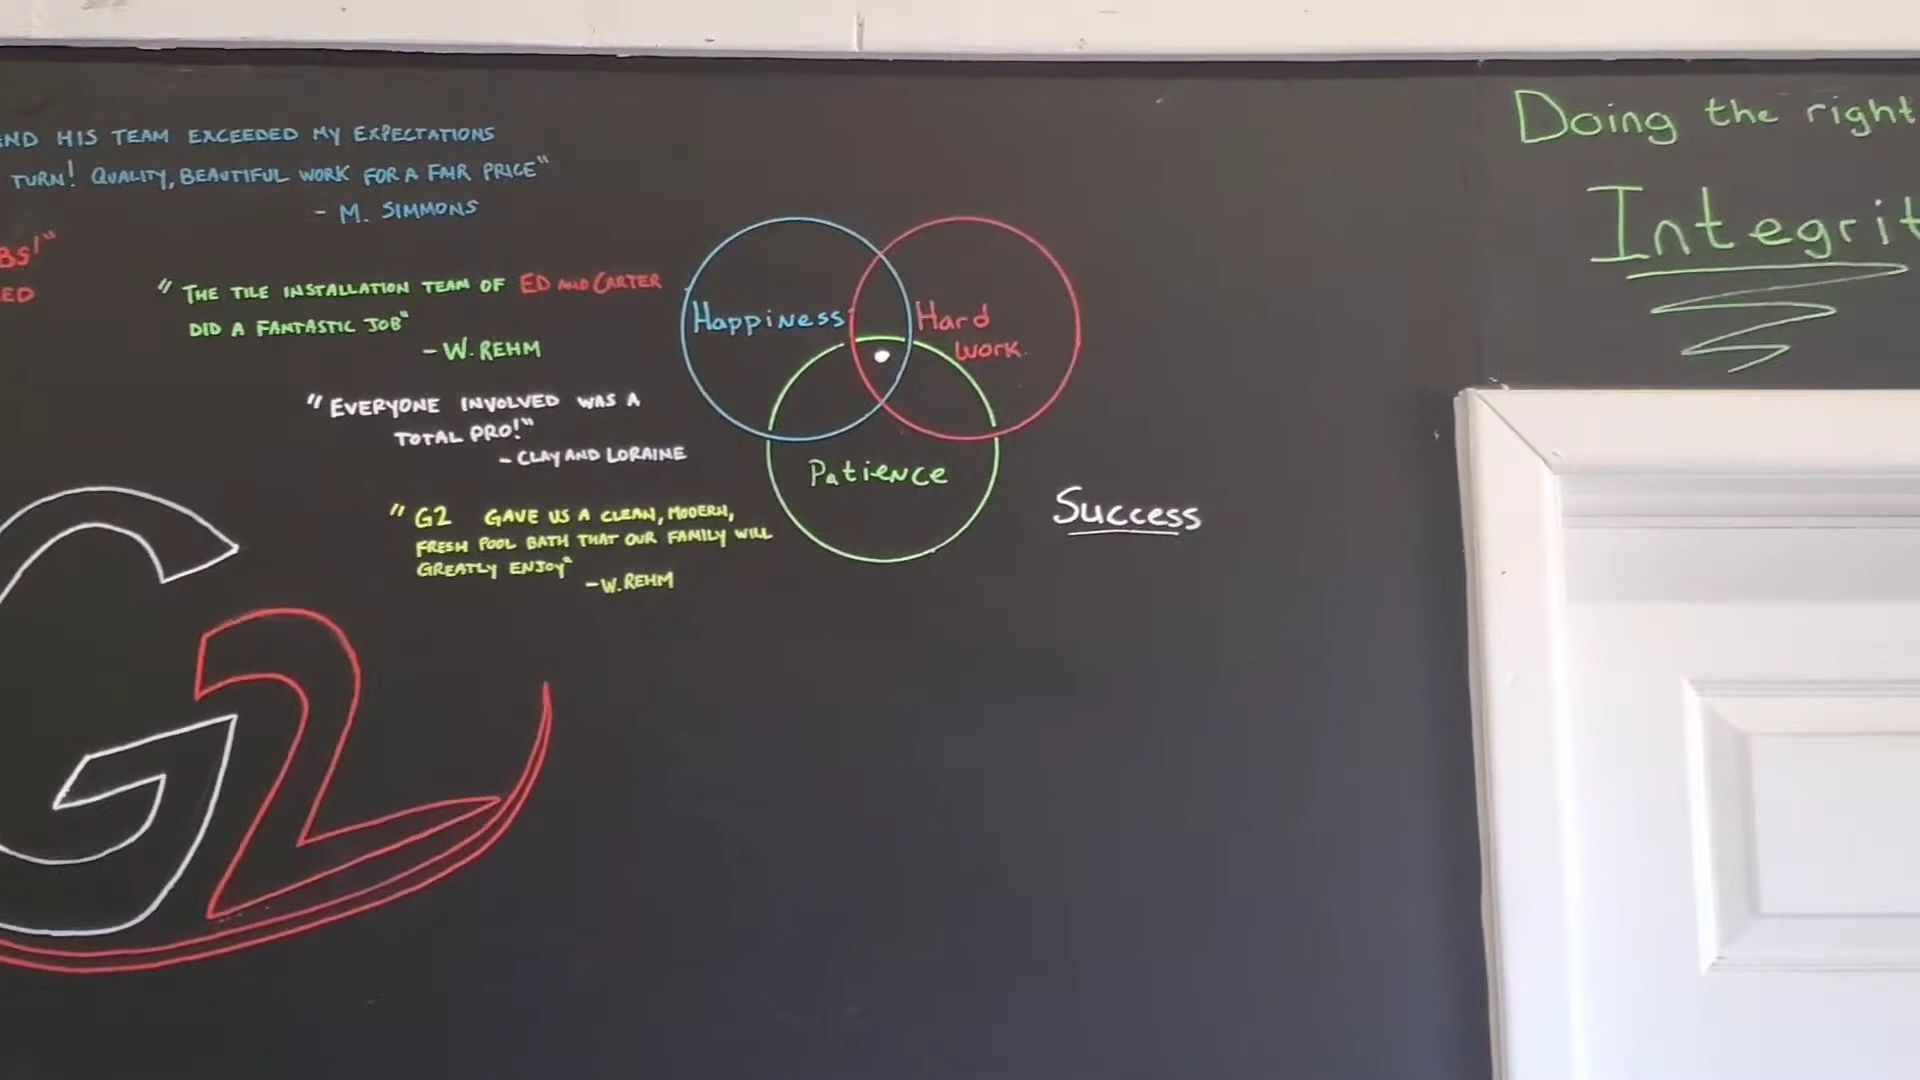 AND HIS TEAM EXCEEDED MY EXPECTATIONS
TURN! QUALITY, BEAUTIFUL WORK FOR A FAIR PRICE"
- M. SIMMONS
"THE TILE INSTALLATION TEAM OF ED AND CARTER
DID A FANTASTIC JOB"
- W. REHM
"EVERYONE INVOLVED WAS A
TOTAL PRO!"
- CLAY AND LORAINE
"G2 GAVE US A CLEAN, MODERN,
FRESH POOL BATH THAT OUR FAMILY WILL
GREATLY ENJOY"
- W. REHM
G2
Happiness
Hard
Work
Patience
Success
Doing the right
Integrit